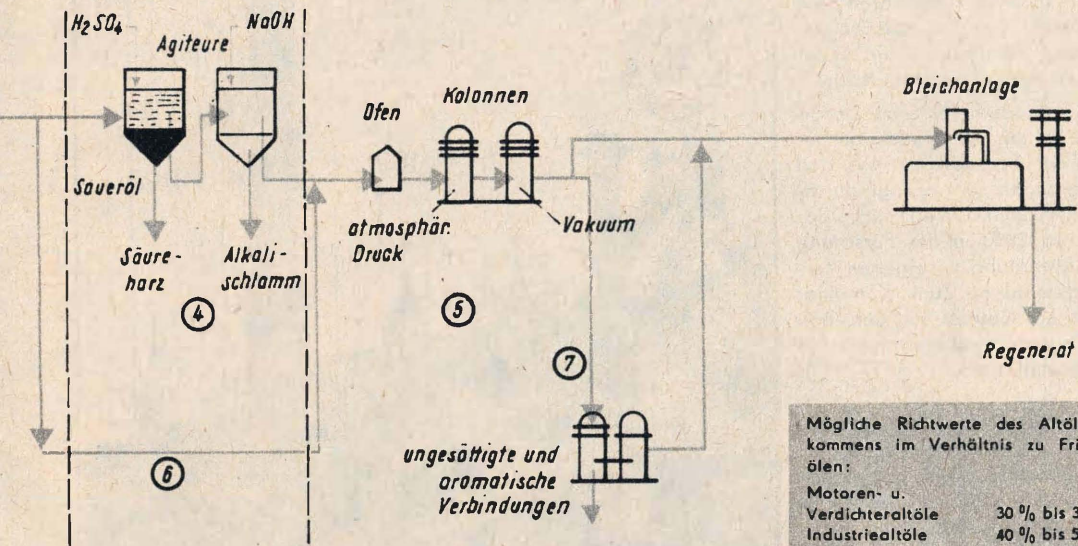 H₂SO₄
NaOH
Agiteure
Saueröl
Säure-
harz
Alkali-
schlamm
4
Ofen
Kolonnen
atmosphär.
Druck
Vakuum
5
6
7
ungesättigte und
aromatische
Verbindungen
Bleichanlage
Regenerat
Mögliche Richtwerte des Altöl
kommens im Verhältnis zu Fri
ölen:
Motoren- u.
Verdichteraltöle 30 % bis 3
Industriealtöle 40 % bis 5